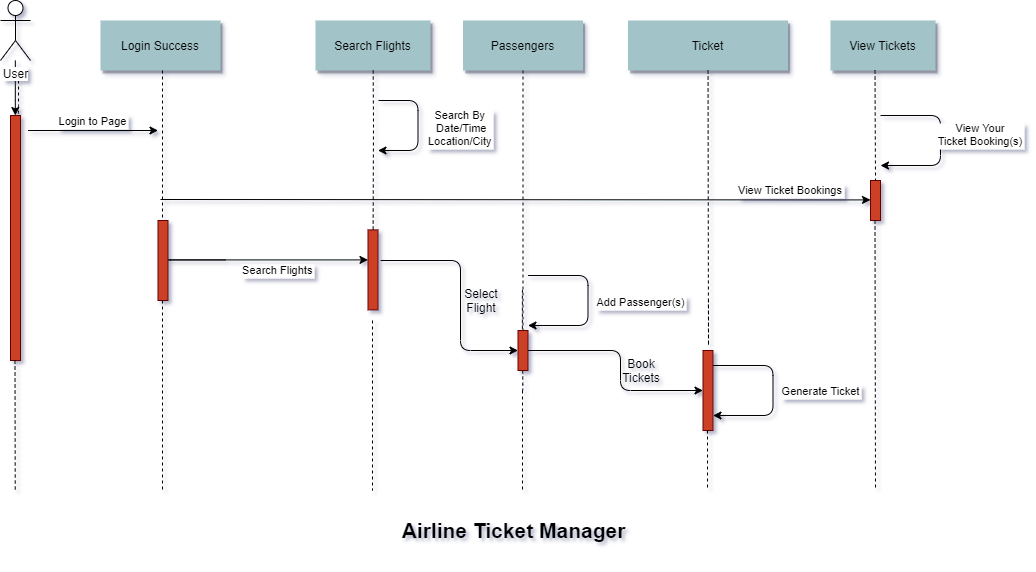 Login Success
Search Flights
Passengers
Ticket
View Tickets
User
Login to Page
Search By
Date/Time
Location/City
View Your
Ticket Booking(s)
View Ticket Bookings
Search Flights
Select
Flight
Add Passenger(s)
Book
Tickets
Generate Ticket
Airline Ticket Manager